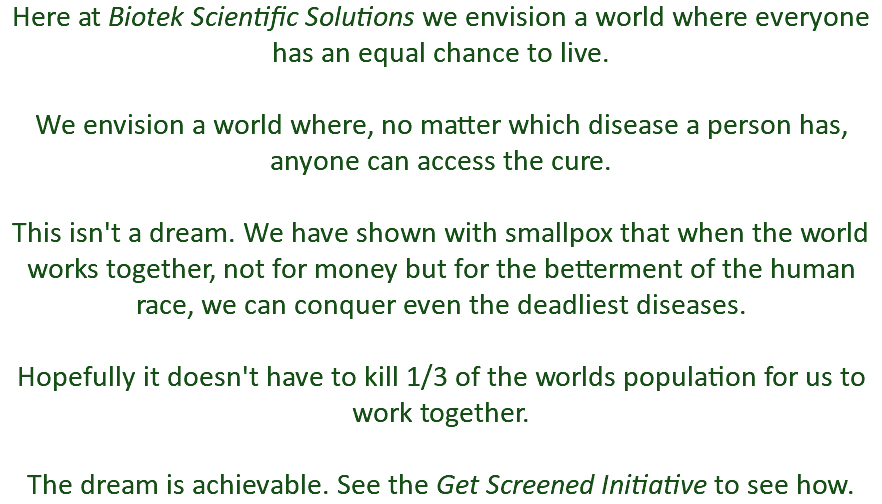 Here at Biotek Scientific Solutions we envision a world where everyone
has an equal chance to live.
We envision a world where, no matter which disease a person has,
anyone can access the cure.
This isn't a dream. We have shown with smallpox that when the world
works together, not for money but for the betterment of the human
race, we can conquer even the deadliest diseases.
Hopefully it doesn't have to kill 1/3 of the worlds population for us to
work together.
The dream is achievable. See the Get Screened Initiative to see how.